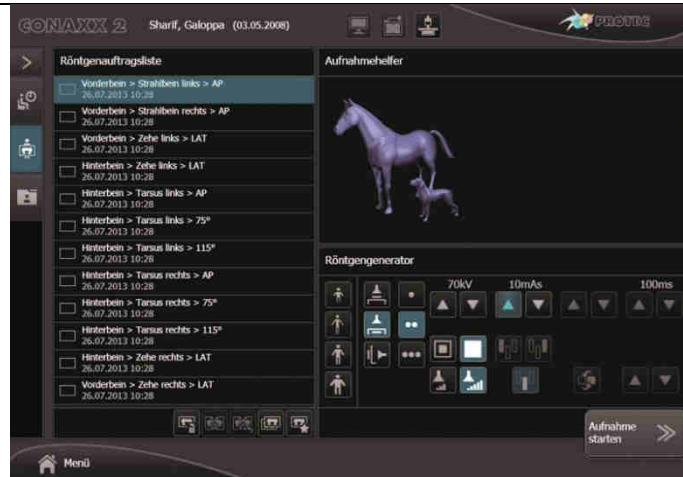 CONAXX 2
Sharif, Galoppa (03.05.2008)
PROTEC
Röntgenauftragsliste
Vorderbein > Strahlbein links > AP
26.07.2013 10:28
Vorderbein > Strahlbein rechts > AP
26.07.2013 10:28
Vorderbein > Zehe links > LAT
26.07.2013 10:28
Hinterbein > Zehe links > LAT
26.07.2013 10:28
Hinterbein > Tarsus links > AP
26.07.2013 10:28
Hinterbein > Tarsus links > 75°
26.07.2013 10:28
Hinterbein > Tarsus links > 115°
26.07.2013 10:28
Hinterbein > Tarsus rechts > AP
26.07.2013 10:28
Hinterbein > Tarsus rechts > 75°
26.07.2013 10:28
Hinterbein > Tarsus rechts > 115°
26.07.2013 10:28
Hinterbein > Zehe rechts > LAT
26.07.2013 10:28
Vorderbein > Zehe rechts > LAT
26.07.2013 10:28
Aufnahmehelfer
Röntgengenerator
70kV 10mAs 100ms
Aufnahme
starten
Menü